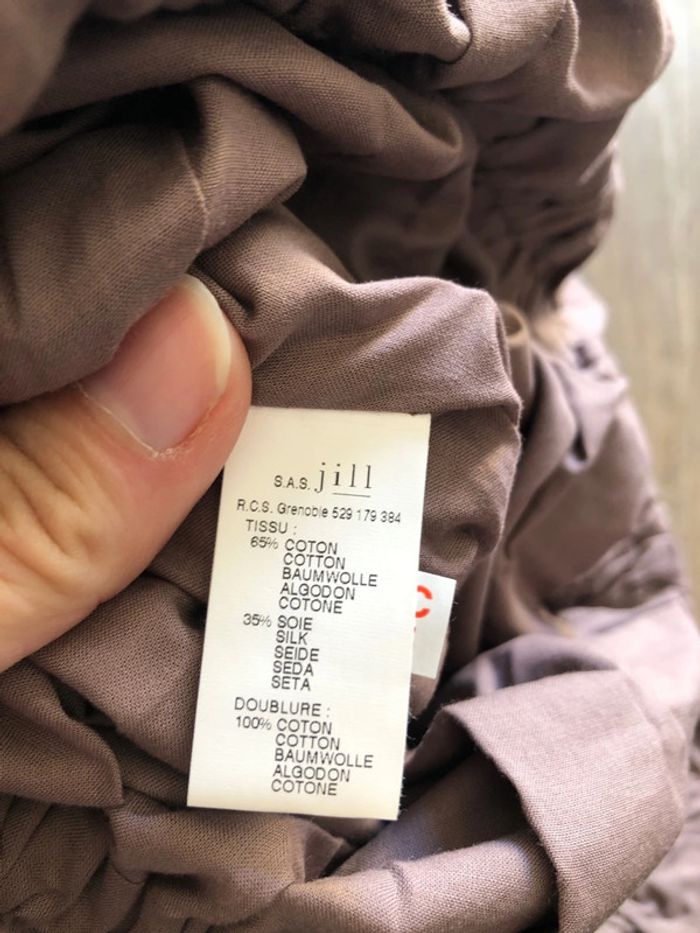 S.A.S. jill
R.C.S. Grenoble 529 179 384
TISSU :
65% COTON
COTTON
BAUMWOLLE
ALGODON
COTONE
35% SOIE
SILK
SEIDE
SEDA
SETA
DOUBLURE :
100% COTON
COTTON
BAUMWOLLE
ALGODON
COTONE
C